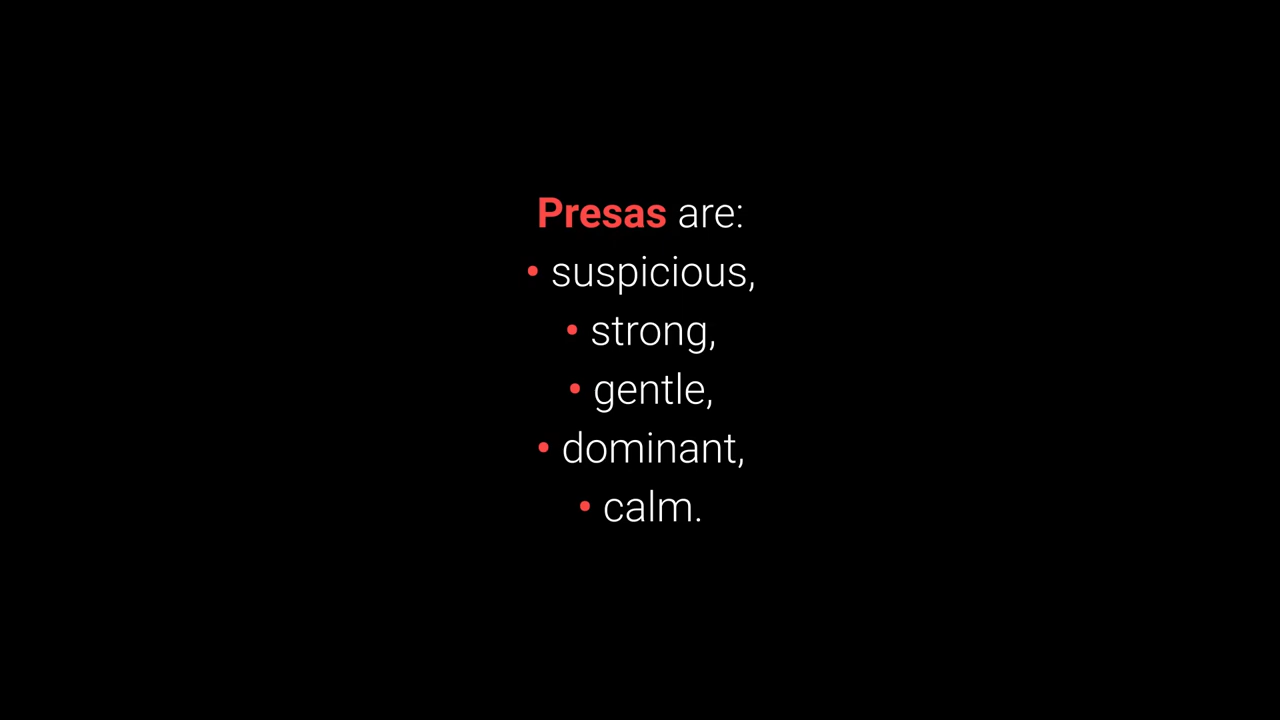 Presas are:
• suspicious,
• strong,
• gentle,
• dominant,
• calm.